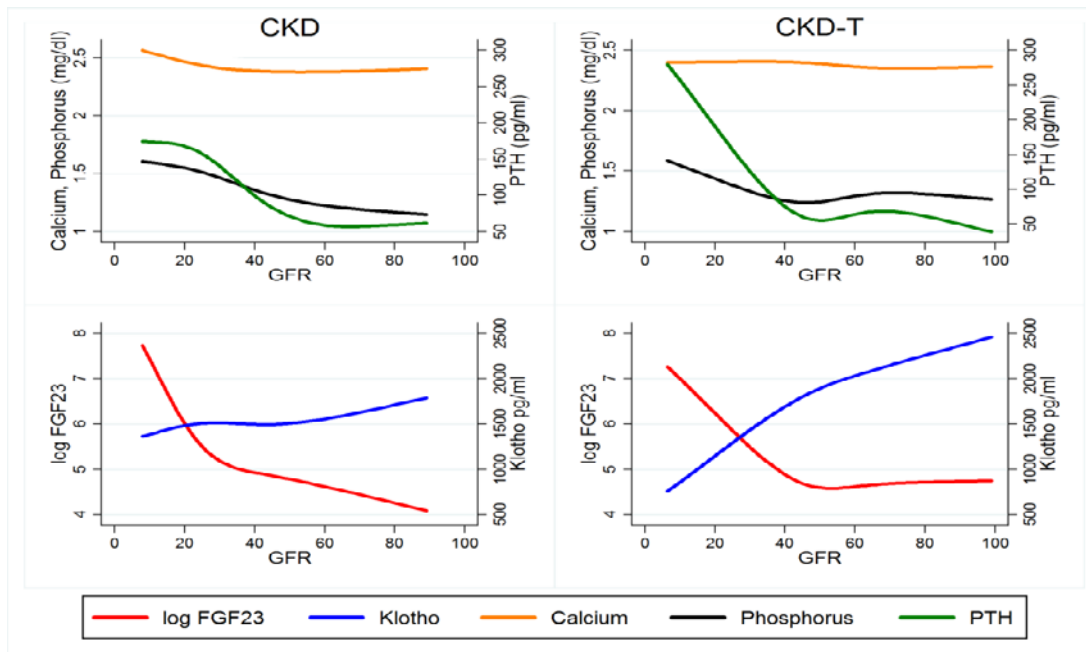 CKD
CKD-T
Calcium, Phosphorus (mg/dl)
2.5
2
1.5
1
300
250
200
150
100
50
PTH (pg/ml)
0 20 40 60 80 100
GFR
Calcium, Phosphorus (mg/dl)
2.5
2
1.5
1
300
250
200
150
100
50
PTH (pg/ml)
0 20 40 60 80 100
GFR
log FGF23
8
7
6
5
4
2500
2000
1500
1000
500
Klotho pg/ml
0 20 40 60 80 100
GFR
log FGF23
8
7
6
5
4
2500
2000
1500
1000
500
Klotho pg/ml
0 20 40 60 80 100
GFR
log FGF23 Klotho Calcium Phosphorus PTH